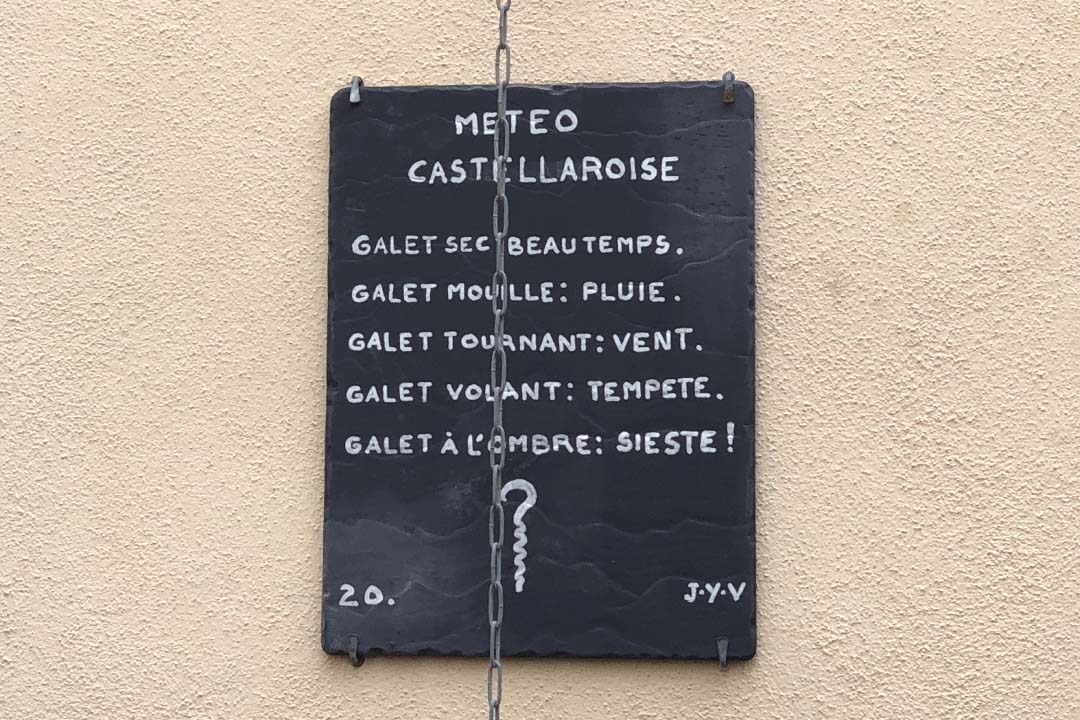 METEO
CASTELLAROISE
GALET SEC BEAU TEMPS.
GALET MOUILLE: PLUIE.
GALET TOURNANT: VENT.
GALET VOLANT: TEMPETE.
GALET À L'OMBRE: SIESTE!
20. J.Y.V